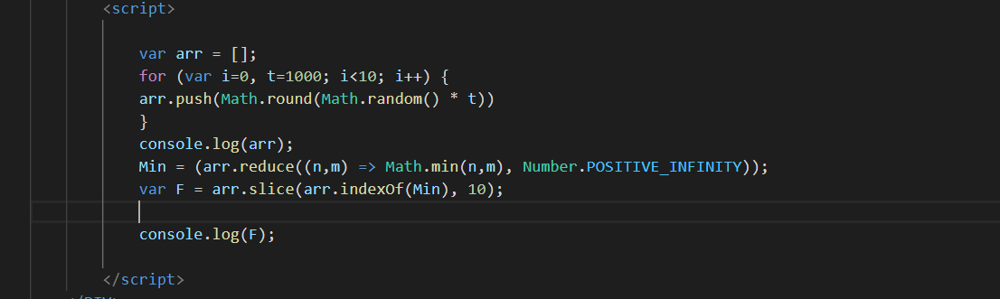 <script>
var arr = [];
for (var i=0, t=1000; i<10; i++) {
arr.push(Math.round(Math.random() * t))
}
console.log(arr);
Min = (arr.reduce((n,m) => Math.min(n,m), Number.POSITIVE_INFINITY));
var F = arr.slice(arr.indexOf(Min), 10);
console.log(F);
</script>